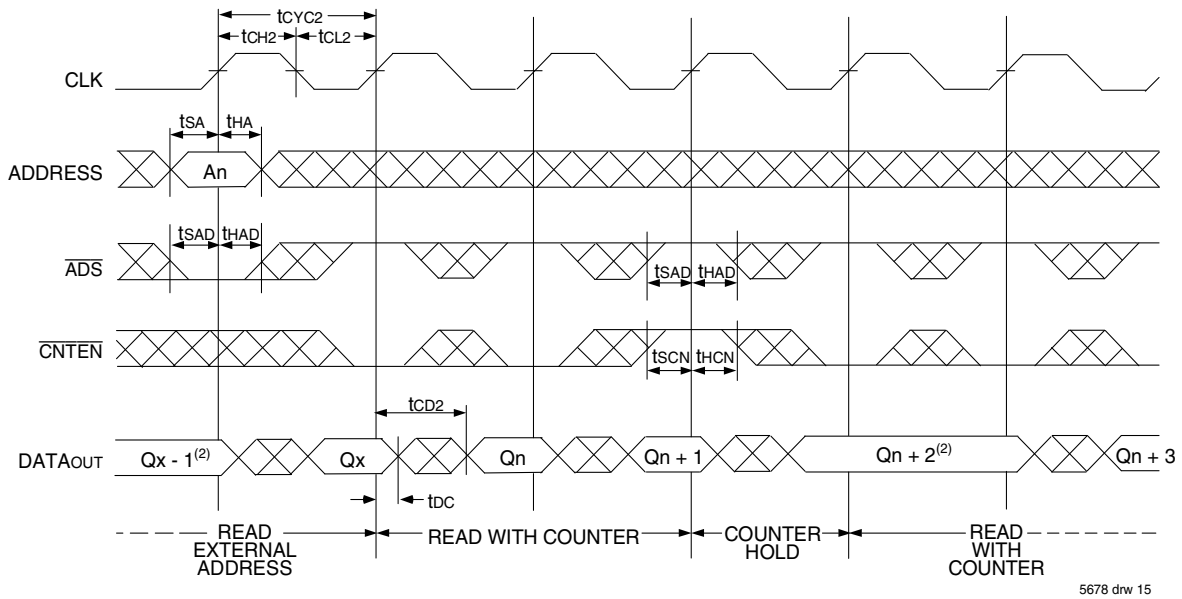 tCYC2
tCH2 tCL2
CLK
tSA tHA
ADDRESS An
tSAD tHAD
ADS
tSAD tHAD
CNTEN
tSCN tHCN
tCD2
DATAOUT Qx - 1(2) Qx Qn Qn + 1 Qn + 2(2) Qn + 3
tDC
READ EXTERNAL ADDRESS
READ WITH COUNTER
COUNTER HOLD
READ WITH COUNTER
5678 drw 15